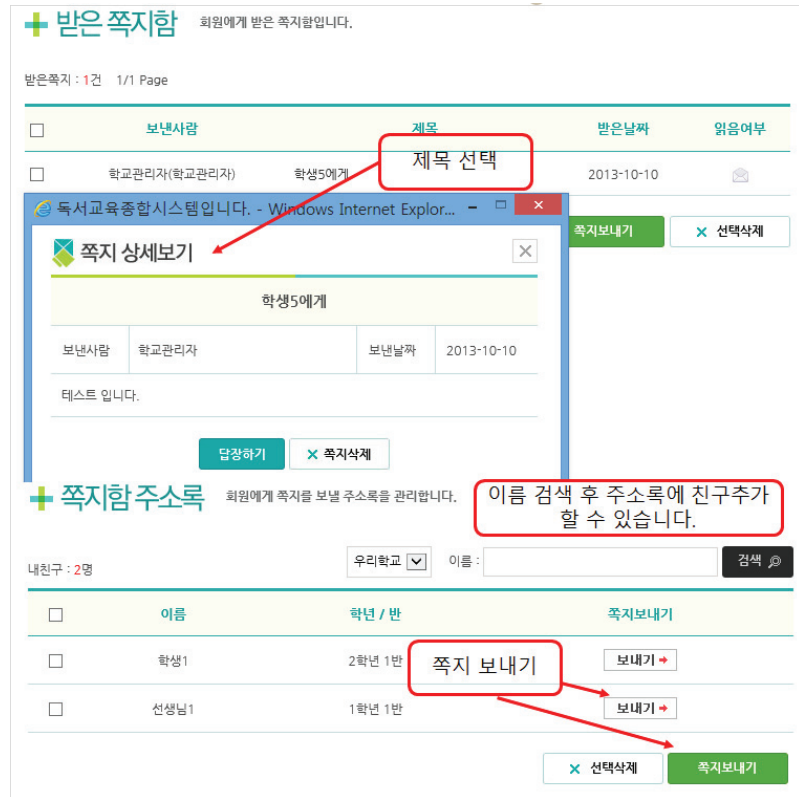 받은 쪽지함 회원에게 받은 쪽지함입니다.
받은쪽지 : 1건 1/1 Page
보낸사람 제목 받은날짜 읽음여부
제목 선택
학교관리자(학교관리자) 학생5에게 2013-10-10
독서교육종합시스템입니다. - Windows Internet Explor...
쪽지보내기 × 선택삭제
쪽지 상세보기
학생5에게
보낸사람 학교관리자 보낸날짜 2013-10-10
테스트 입니다.
답장하기 × 쪽지삭제
쪽지함 주소록 회원에게 쪽지를 보낼 주소록을 관리합니다.
이름 검색 후 주소록에 친구추가
할 수 있습니다.
내친구 : 2명 우리학교 이름 : 검색
이름 학년 / 반 쪽지보내기
학생1 2학년 1반 보내기
쪽지 보내기
선생님1 1학년 1반 보내기
× 선택삭제 쪽지보내기